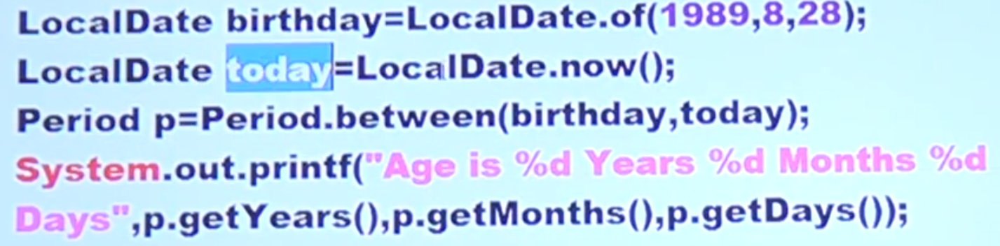 LocalDate birthday=LocalDate.of(1989,8,28);
LocalDate today=LocalDate.now();
Period p=Period.between(birthday,today);
System.out.printf("Age is %d Years %d Months %d
Days",p.getYears(),p.getMonths(),p.getDays());